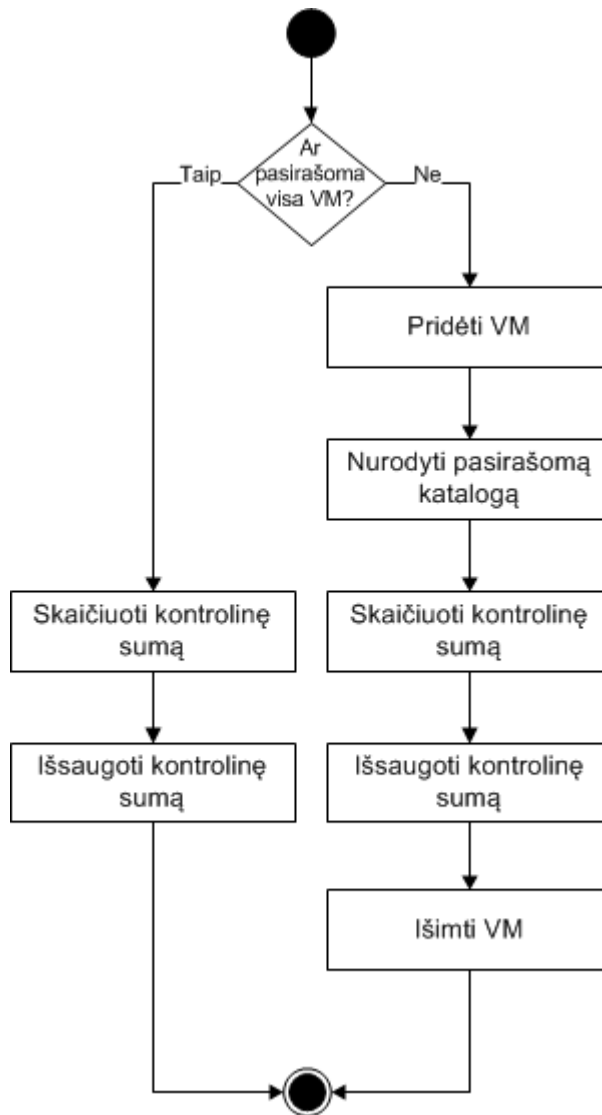 Ar
pasirašoma
visa VM?
Taip
Ne
Pridėti VM
Nurodyti pasirašomą
katalogą
Skaičiuoti kontrolinę
sumą
Skaičiuoti kontrolinę
sumą
Išsaugoti kontrolinę
sumą
Išsaugoti kontrolinę
sumą
Išimti VM